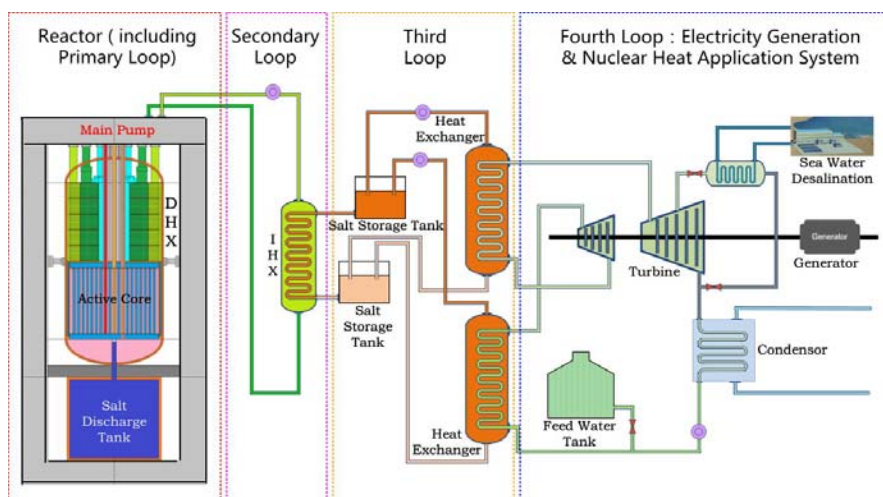 Reactor ( including
Primary Loop)
Secondary
Loop
Third
Loop
Fourth Loop：Electricity Generation
& Nuclear Heat Application System
Main Pump
DHX
Active Core
Salt
Discharge
Tank
IHX
Heat
Exchanger
Salt Storage Tank
Salt
Storage
Tank
Heat
Exchanger
Sea Water
Desalination
Turbine
Generator
Generator
Condensor
Feed Water
Tank